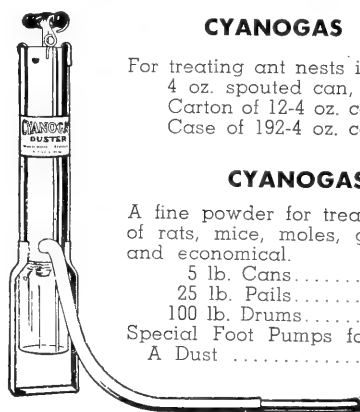 CYANOGAS
For treating ant nests i
4 oz. spouted can,
Carton of 12-4 oz. c
Case of 192-4 oz. c
CYANOGAS
DUSTER
CYANOGAS
A fine powder for trea
of rats, mice, moles, g
and economical.
5 lb. Cans........
25 lb. Pails.......
100 lb. Drums.......
Special Foot Pumps fo
A Dust ..............